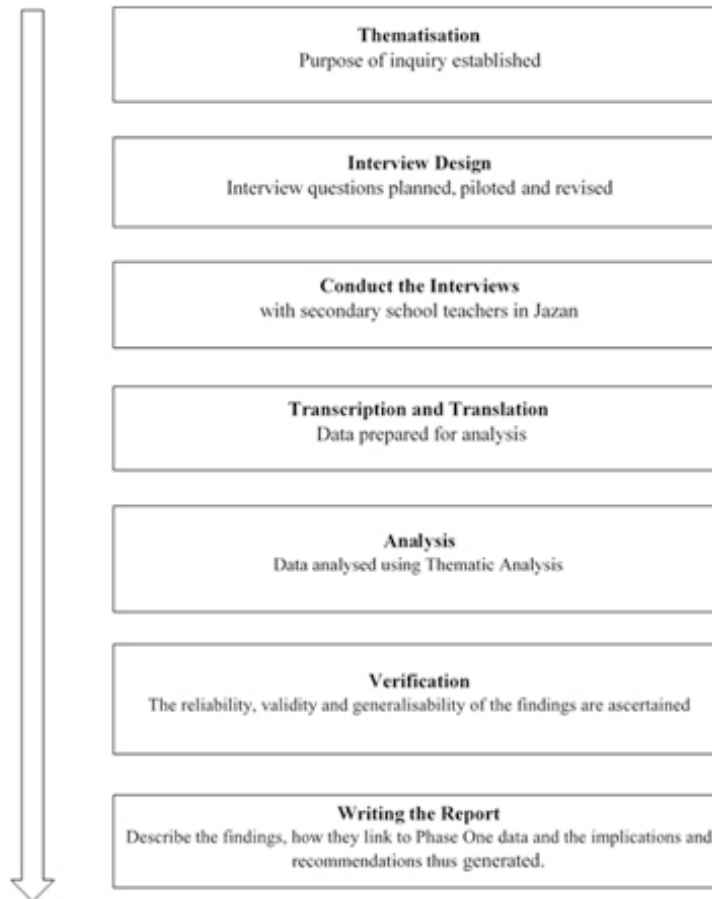 Thematisation
Purpose of inquiry established
Interview Design
Interview questions planned, piloted and revised
Conduct the Interviews
with secondary school teachers in Jazan
Transcription and Translation
Data prepared for analysis
Analysis
Data analysed using Thematic Analysis
Verification
The reliability, validity and generalisability of the findings are ascertained
Writing the Report
Describe the findings, how they link to Phase One data and the implications and
recommendations thus generated.